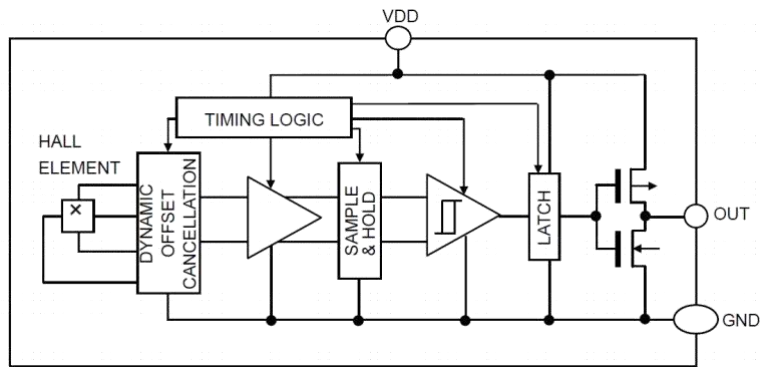 VDD
TIMING LOGIC
HALL
ELEMENT
DYNAMIC
OFFSET
CANCELLATION
SAMPLE
& HOLD
LATCH
OUT
GND